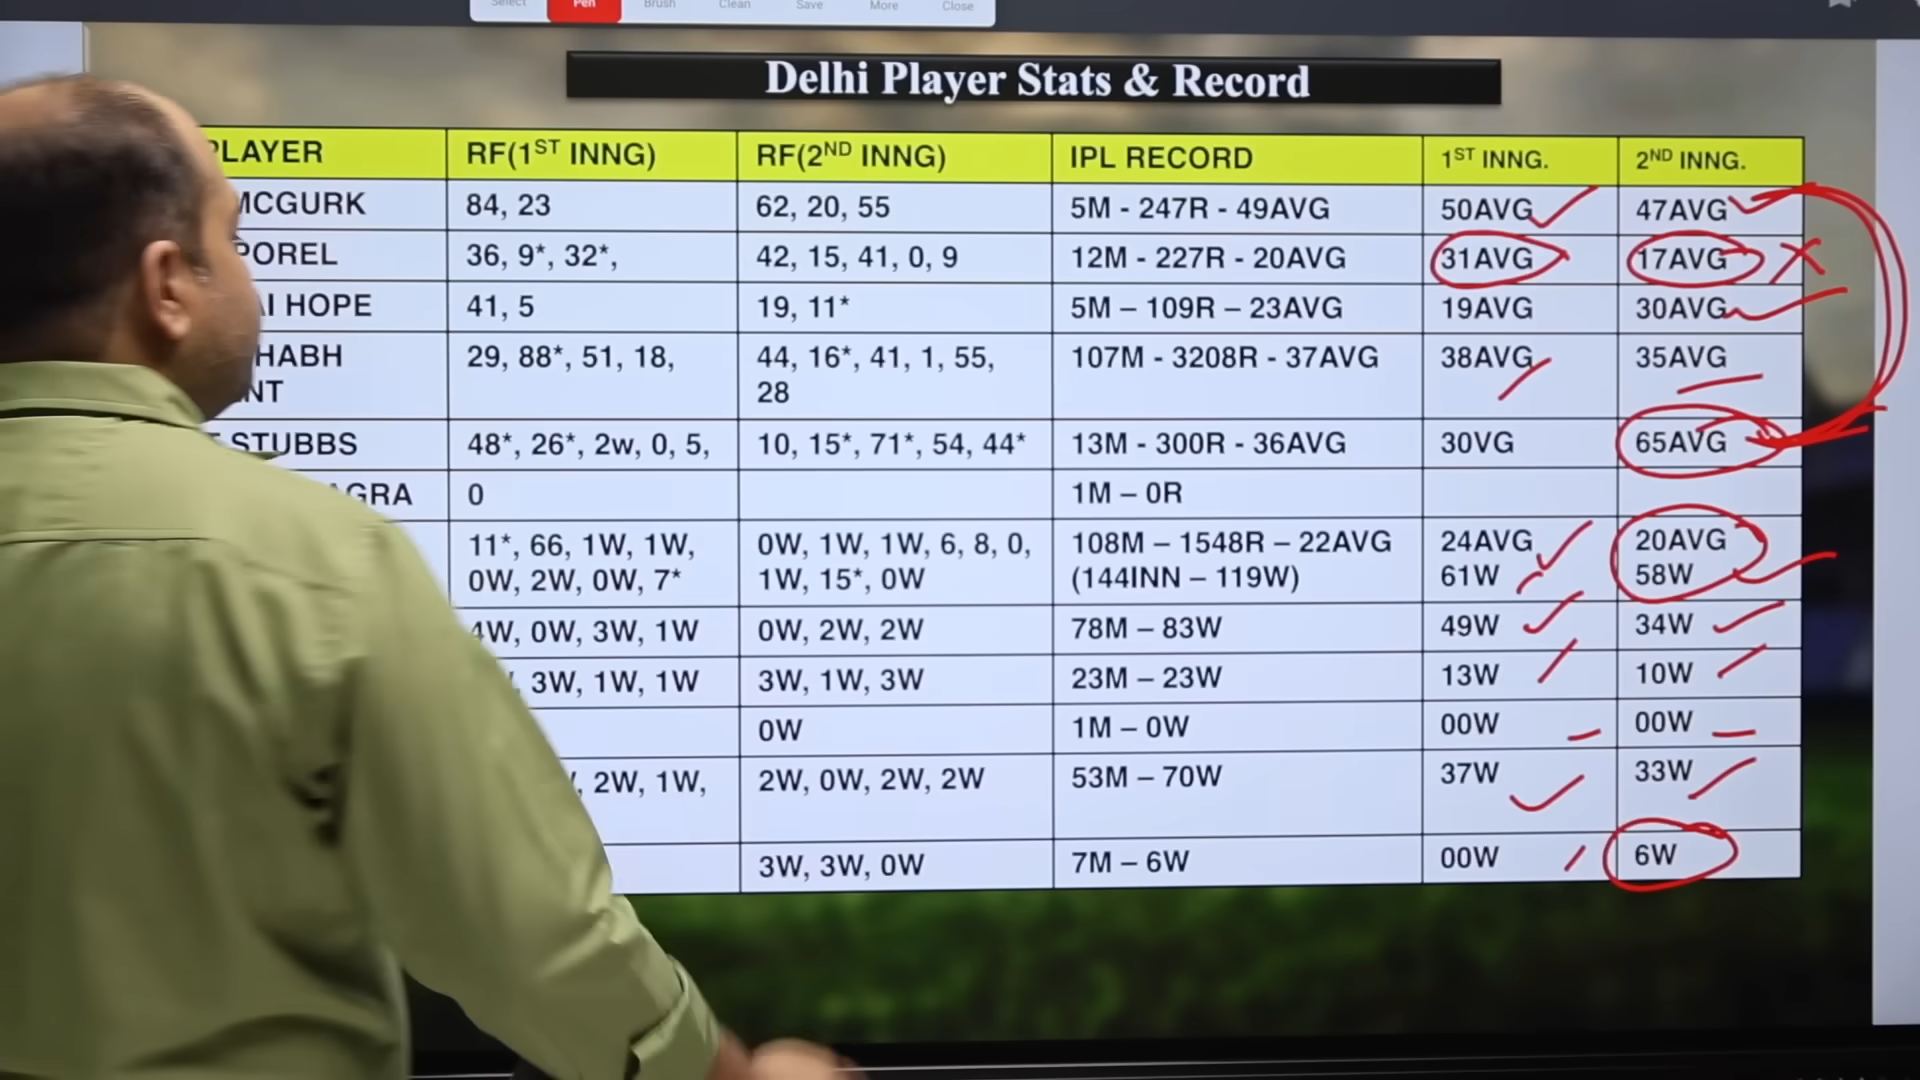 Select Pen Brush Clean Save More Close
Delhi Player Stats & Record
PLAYER RF(1ST INNG) RF(2ND INNG) IPL RECORD 1ST INNG. 2ND INNG.
MCGURK 84, 23 62, 20, 55 5M - 247R - 49AVG 50AVG 47AVG
POREL 36, 9*, 32*, 42, 15, 41, 0, 9 12M - 227R - 20AVG 31AVG 17AVG
HOPE 41, 5 19, 11* 5M – 109R – 23AVG 19AVG 30AVG
HABH 29, 88*, 51, 18, 44, 16*, 41, 1, 55, 107M - 3208R - 37AVG 38AVG 35AVG
NT 28
STUBBS 48*, 26*, 2w, 0, 5, 10, 15*, 71*, 54, 44* 13M - 300R - 36AVG 30VG 65AVG
AGRA 0 1M – 0R
11*, 66, 1W, 1W, 0W, 1W, 1W, 6, 8, 0, 108M – 1548R – 22AVG 24AVG 20AVG
0W, 2W, 0W, 7* 1W, 15*, 0W (144INN – 119W) 61W 58W
4W, 0W, 3W, 1W 0W, 2W, 2W 78M – 83W 49W 34W
3W, 1W, 1W 3W, 1W, 3W 23M – 23W 13W 10W
0W 1M – 0W 00W 00W
2W, 1W, 2W, 0W, 2W, 2W 53M – 70W 37W 33W
3W, 3W, 0W 7M – 6W 00W 6W